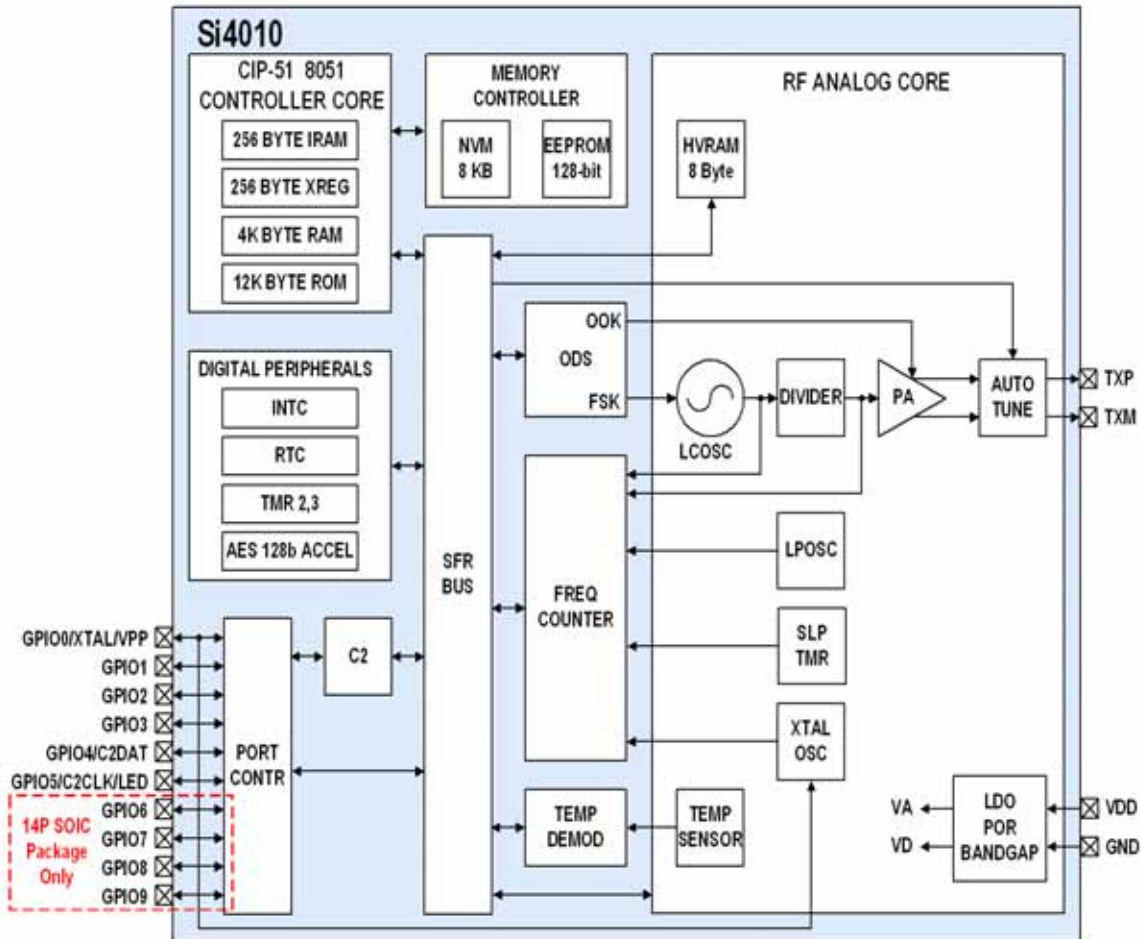 Si4010
CIP-51 8051
CONTROLLER CORE
256 BYTE IRAM
256 BYTE XREG
4K BYTE RAM
12K BYTE ROM
MEMORY
CONTROLLER
NVM
8 KB
EEPROM
128-bit
RF ANALOG CORE
HVRAM
8 Byte
DIGITAL PERIPHERALS
INTC
RTC
TMR 2,3
AES 128b ACCEL
SFR
BUS
OOK
ODS
FSK
LCOSC
DIVIDER
PA
AUTO
TUNE
TXP
TXM
FREQ
COUNTER
LPOSC
SLP
TMR
XTAL
OSC
C2
PORT
CONTR
GPIO0/XTAL/VPP
GPIO1
GPIO2
GPIO3
GPIO4/C2DAT
GPIO5/C2CLK/LED
GPIO6
GPIO7
GPIO8
GPIO9
14P SOIC
Package
Only
TEMP
DEMOD
TEMP
SENSOR
VA
VD
LDO
POR
BANDGAP
VDD
GND